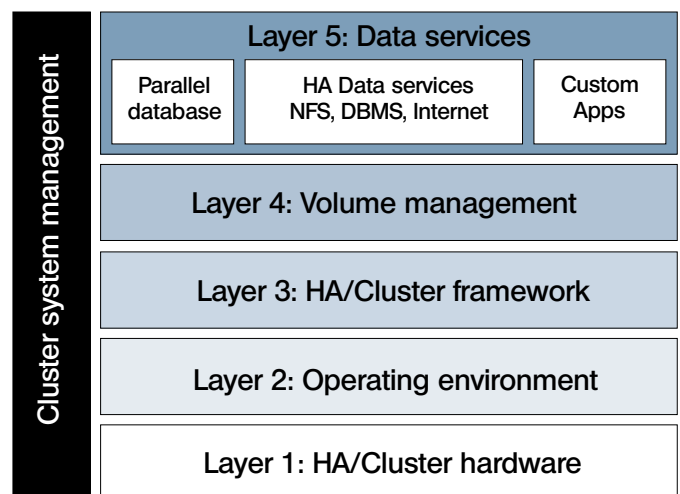 Cluster system management
Layer 5: Data services
Parallel
database
HA Data services
NFS, DBMS, Internet
Custom
Apps
Layer 4: Volume management
Layer 3: HA/Cluster framework
Layer 2: Operating environment
Layer 1: HA/Cluster hardware